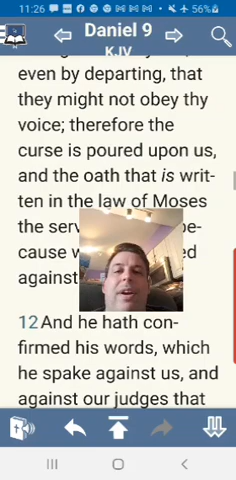 11:26
56%
Daniel 9
KJV
even by departing, that
they might not obey thy
voice; therefore the
curse is poured upon us,
and the oath that is writ-
ten in the law of Moses
the
against
12 And he hath con-
firmed his words, which
he spake against us, and
against our judges that